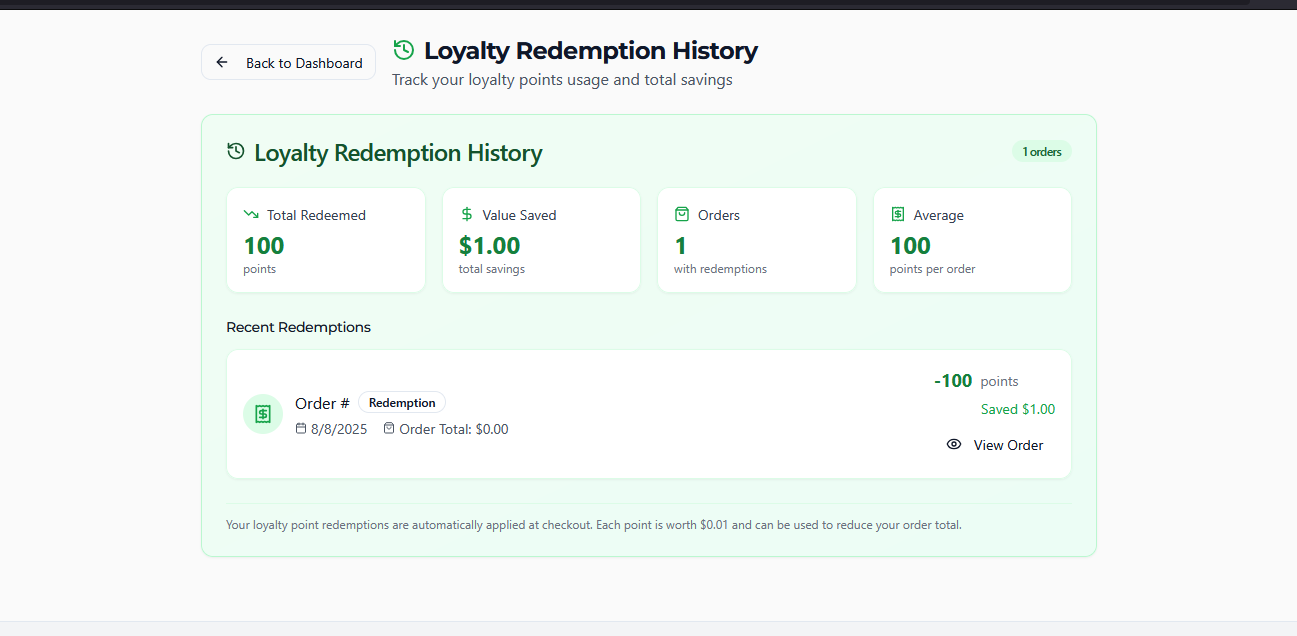 Back to Dashboard
Loyalty Redemption History
Track your loyalty points usage and total savings
Loyalty Redemption History
1 orders
Total Redeemed
100
points
Value Saved
$1.00
total savings
Orders
1
with redemptions
Average
100
points per order
Recent Redemptions
Order # Redemption
8/8/2025 Order Total: $0.00
-100 points
Saved $1.00
View Order
Your loyalty point redemptions are automatically applied at checkout. Each point is worth $0.01 and can be used to reduce your order total.